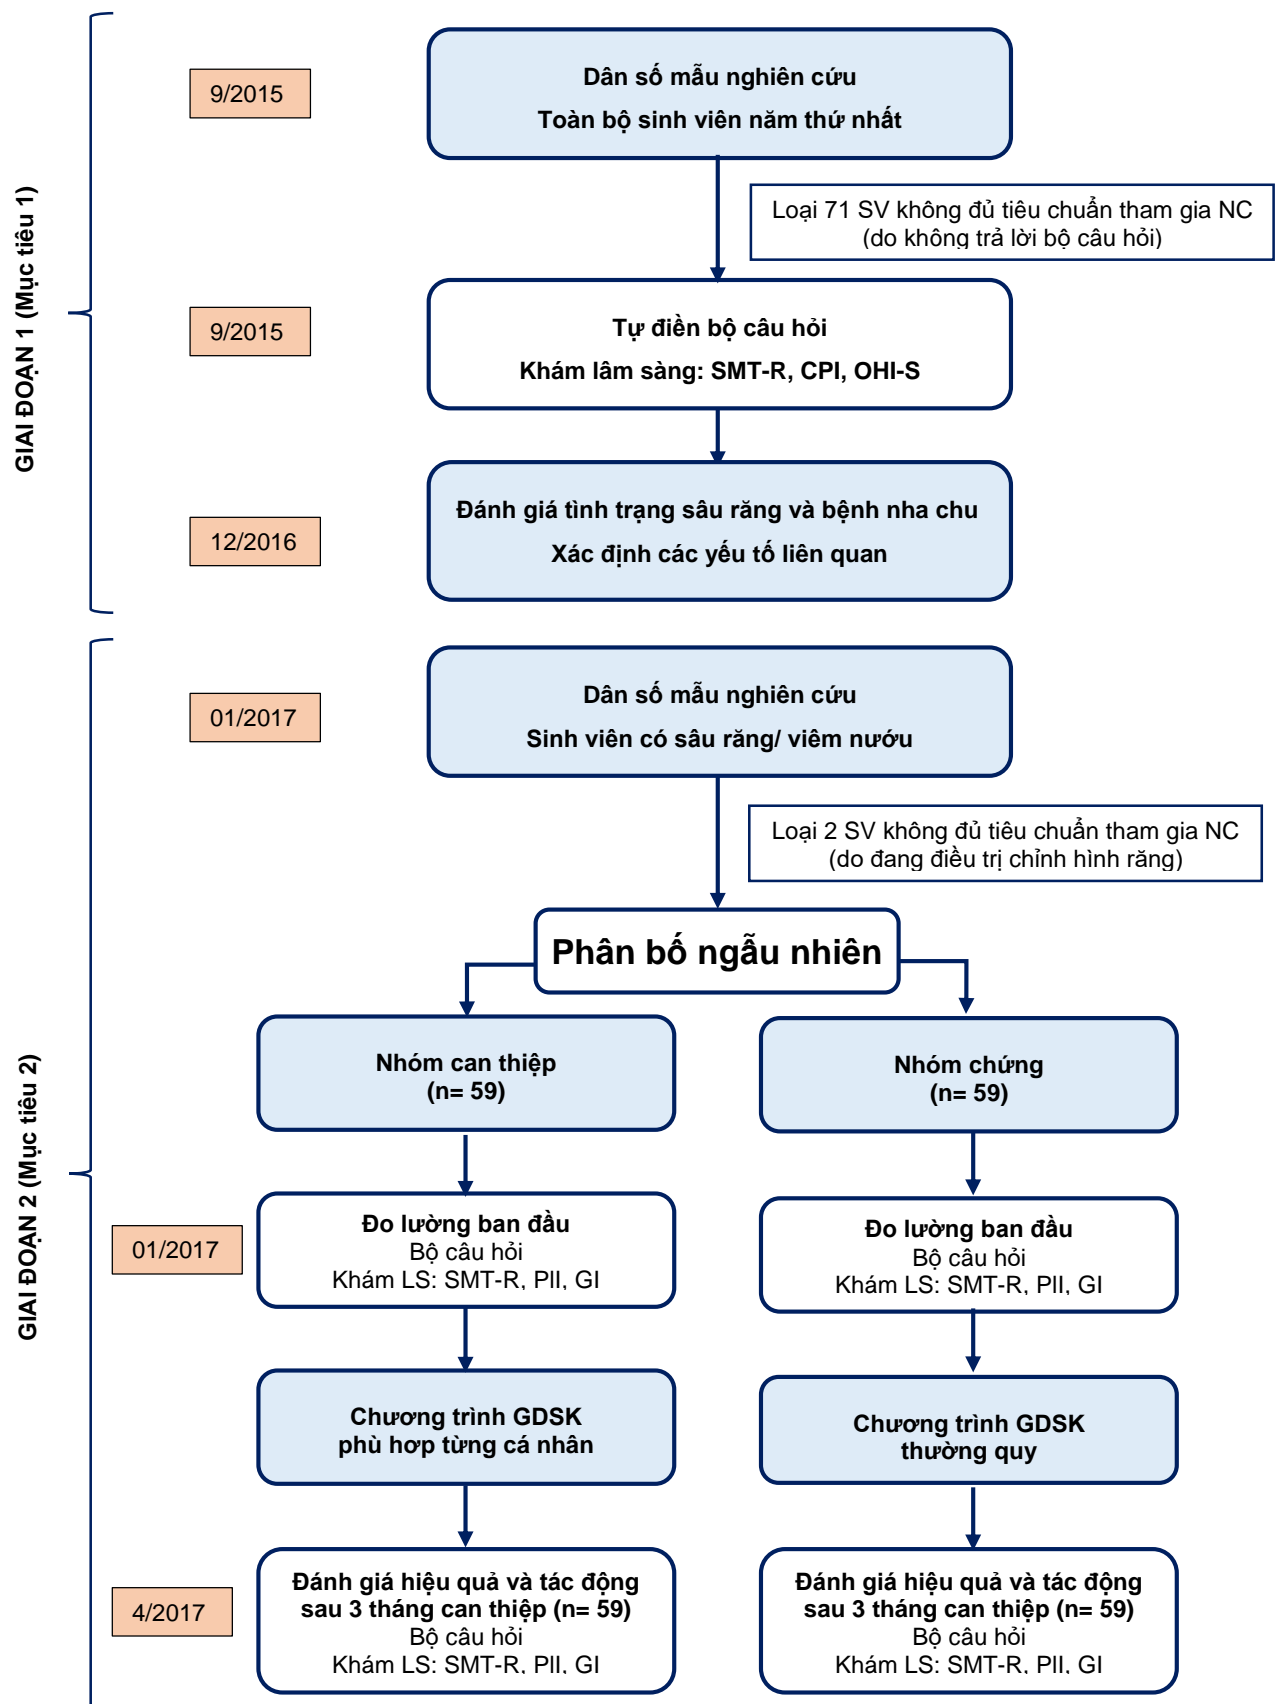 GIAI ĐOẠN 1 (Mục tiêu 1)
9/2015
Dân số mẫu nghiên cứu
Toàn bộ sinh viên năm thứ nhất
Loại 71 SV không đủ tiêu chuẩn tham gia NC
(do không trả lời bộ câu hỏi)
9/2015
Tự điền bộ câu hỏi
Khám lâm sàng: SMT-R, CPI, OHI-S
12/2016
Đánh giá tình trạng sâu răng và bệnh nha chu
Xác định các yếu tố liên quan
GIAI ĐOẠN 2 (Mục tiêu 2)
01/2017
Dân số mẫu nghiên cứu
Sinh viên có sâu răng/ viêm nướu
Loại 2 SV không đủ tiêu chuẩn tham gia NC
(do đang điều trị chỉnh hình răng)
Phân bố ngẫu nhiên
Nhóm can thiệp
(n= 59)
Nhóm chứng
(n= 59)
01/2017
Đo lường ban đầu
Bộ câu hỏi
Khám LS: SMT-R, PlI, GI
Đo lường ban đầu
Bộ câu hỏi
Khám LS: SMT-R, PlI, GI
Chương trình GDSK
phù hơp từng cá nhân
Chương trình GDSK
thường quy
4/2017
Đánh giá hiệu quả và tác động
sau 3 tháng can thiệp (n= 59)
Bộ câu hỏi
Khám LS: SMT-R, PlI, GI
Đánh giá hiệu quả và tác động
sau 3 tháng can thiệp (n= 59)
Bộ câu hỏi
Khám LS: SMT-R, PlI, GI